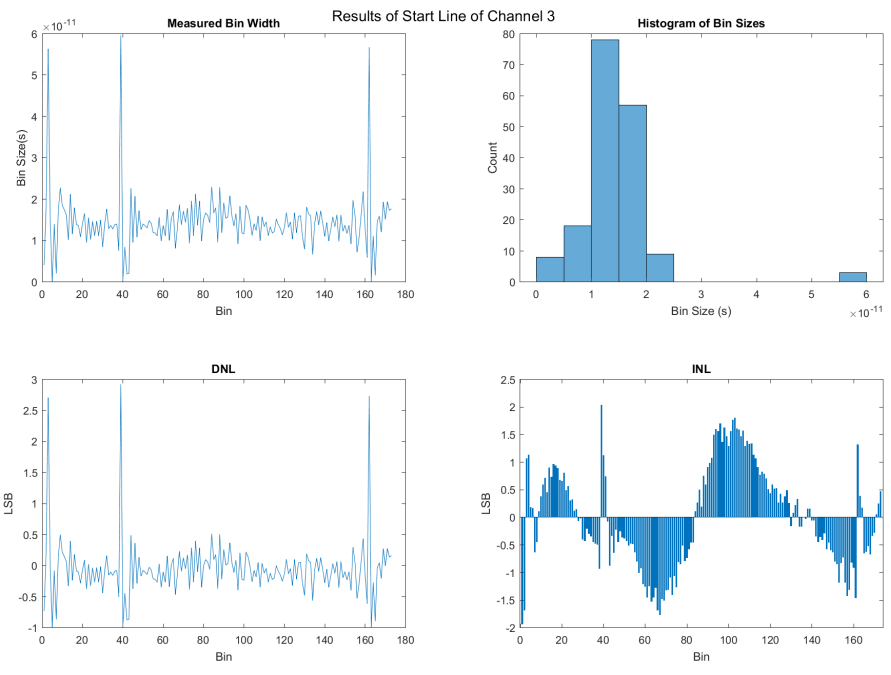 Results of Start Line of Channel 3
×10-11
Measured Bin Width
6
5
4
3
2
1
0
Bin Size(s)
0 20 40 60 80 100 120 140 160 180
Bin
Histogram of Bin Sizes
80
70
60
50
40
30
20
10
0
Count
0 1 2 3 4 5 6
Bin Size (s)
×10-11
DNL
3
2.5
2
1.5
1
0.5
0
-0.5
-1
LSB
0 20 40 60 80 100 120 140 160 180
Bin
INL
2.5
2
1.5
1
0.5
0
-0.5
-1
-1.5
-2
LSB
0 20 40 60 80 100 120 140 160
Bin